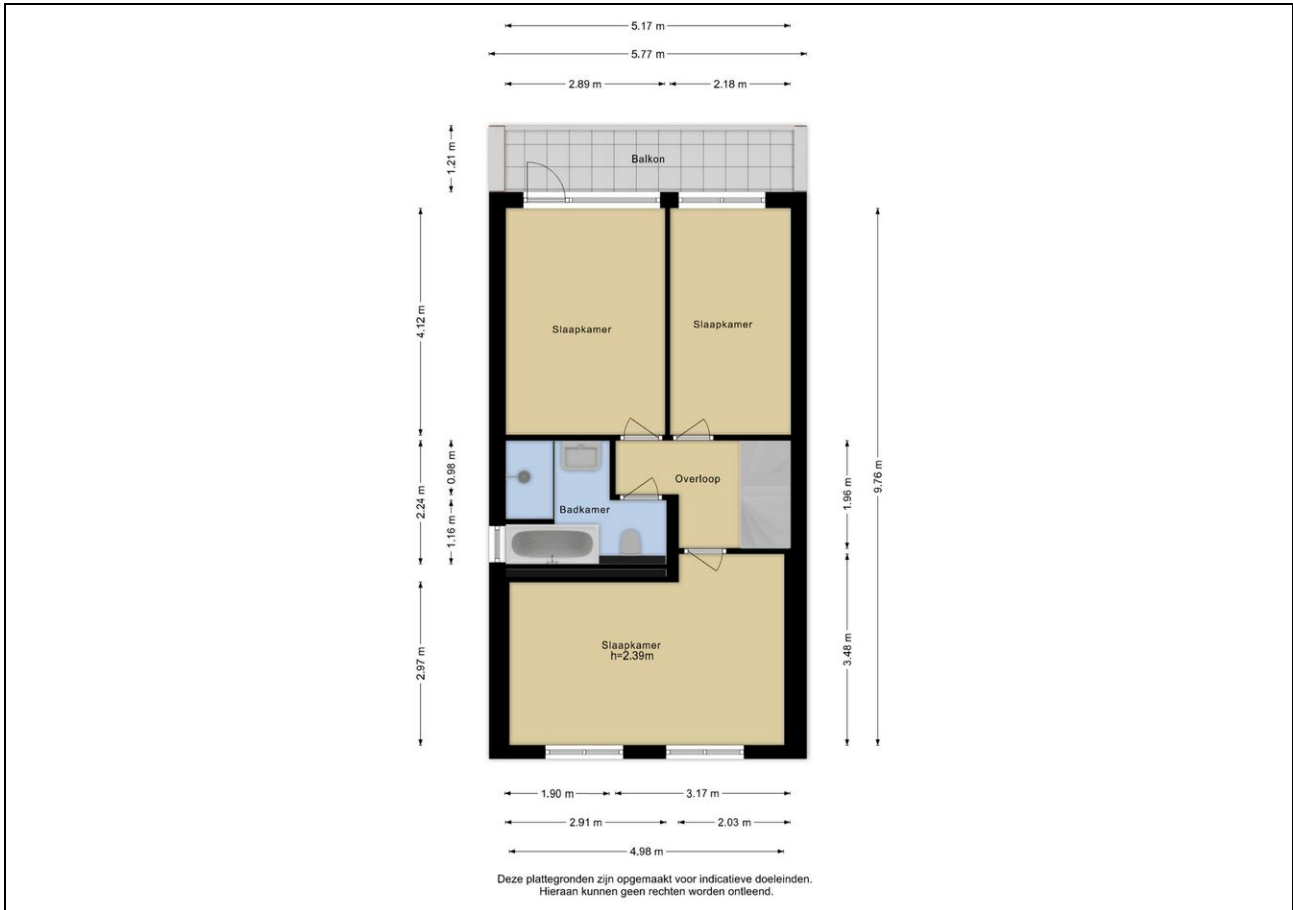 5.17 m
5.77 m
2.89 m
2.18 m
1.21 m
Balkon
4.12 m
Slaapkamer
Slaapkamer
9.76 m
2.24 m
0.98 m
1.16 m
Overloop
Badkamer
1.96 m
2.97 m
Slaapkamer
h=2.39m
3.48 m
1.90 m
3.17 m
2.91 m
2.03 m
4.98 m
Deze plattegronden zijn opgemaakt voor indicatieve doeleinden.
Hieraan kunnen geen rechten worden ontleend.